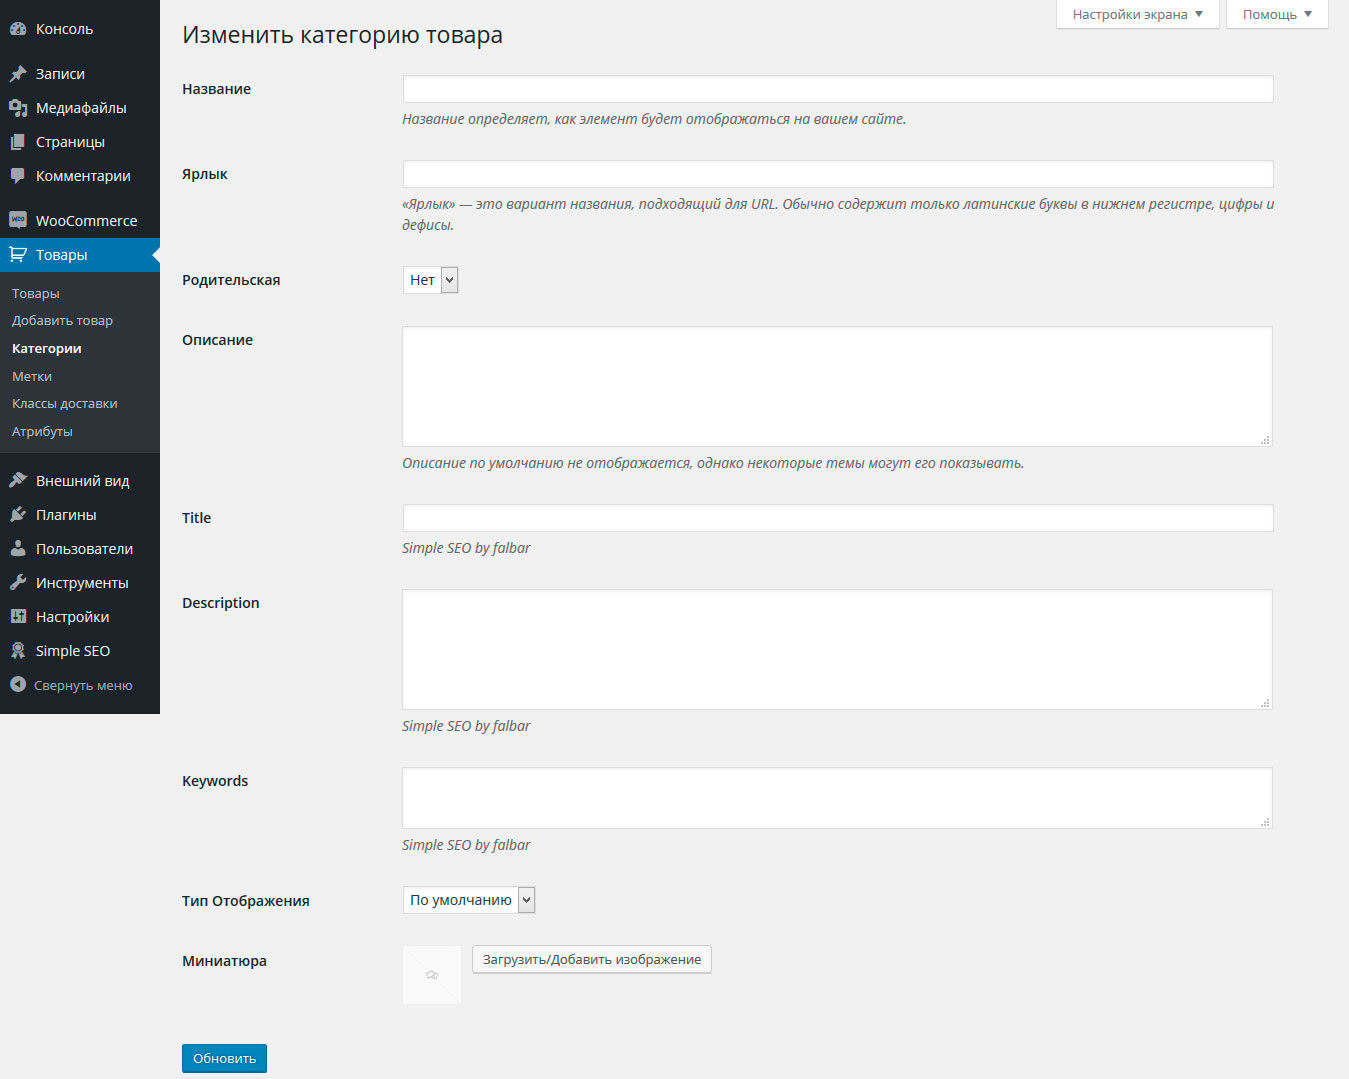 Консоль
Записи
Медиафайлы
Страницы
Комментарии
WooCommerce
Товары
Товары
Добавить товар
Категории
Метки
Классы доставки
Атрибуты
Внешний вид
Плагины
Пользователи
Инструменты
Настройки
Simple SEO
Свернуть меню
Настройки экрана
Помощь
Изменить категорию товара
Название
Название определяет, как элемент будет отображаться на вашем сайте.
Ярлык
«Ярлык» — это вариант названия, подходящий для URL. Обычно содержит только латинские буквы в нижнем регистре, цифры и
дефисы.
Родительская
Нет
Описание
Описание по умолчанию не отображается, однако некоторые темы могут его показывать.
Title
Simple SEO by falbar
Description
Simple SEO by falbar
Keywords
Simple SEO by falbar
Тип Отображения
По умолчанию
Миниатюра
Загрузить/Добавить изображение
Обновить